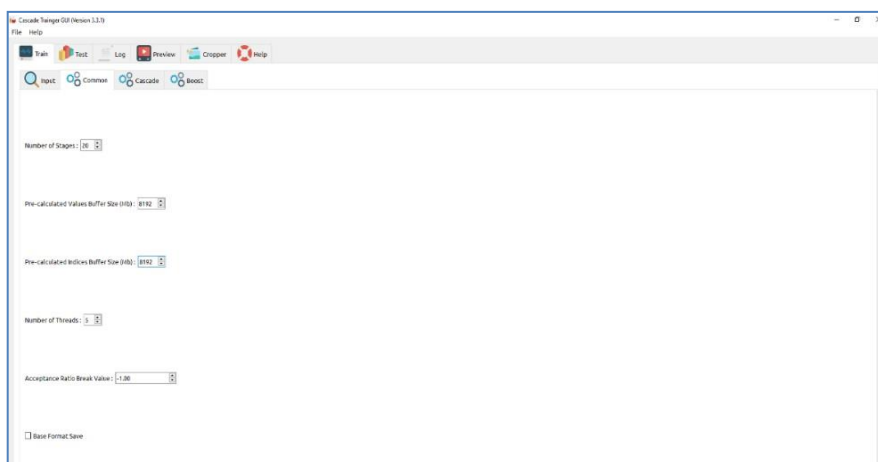 Cascade Trainger GUI (Version 3.3.1)
File Help
Train Test Log Preview Cropper Help
Input Common Cascade Boost
Number of Stages : 20
Pre-calculated Values Buffer Size (Mb) : 8192
Pre-calculated Indices Buffer Size (Mb) : 8192
Number of Threads : 5
Acceptance Ratio Break Value : -1.00
Base Format Save